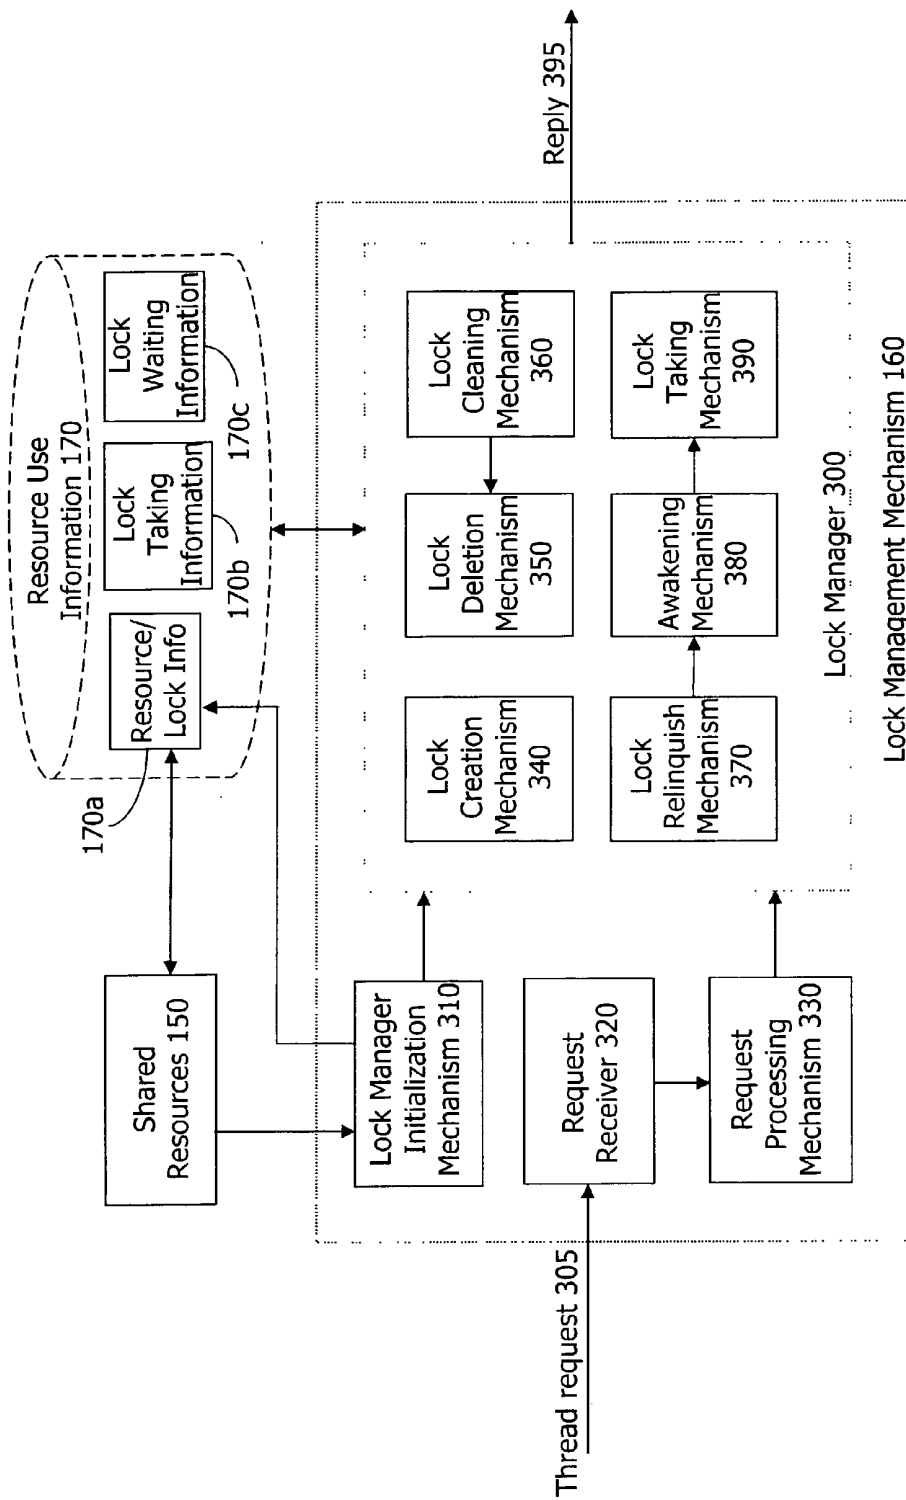 Resource Use
Information 170
Resource/
Lock Info
Lock
Taking
Information
Lock
Waiting
Information
170a
170b
170c
Shared
Resources 150
Lock Manager
Initialization
Mechanism 310
Thread request 305
Request
Receiver 320
Request
Processing
Mechanism 330
Lock
Creation
Mechanism
340
Lock
Deletion
Mechanism
350
Lock
Cleaning
Mechanism
360
Lock
Relinquish
Mechanism
370
Awakening
Mechanism
380
Lock
Taking
Mechanism
390
Lock Manager 300
Lock Management Mechanism 160
Reply 395